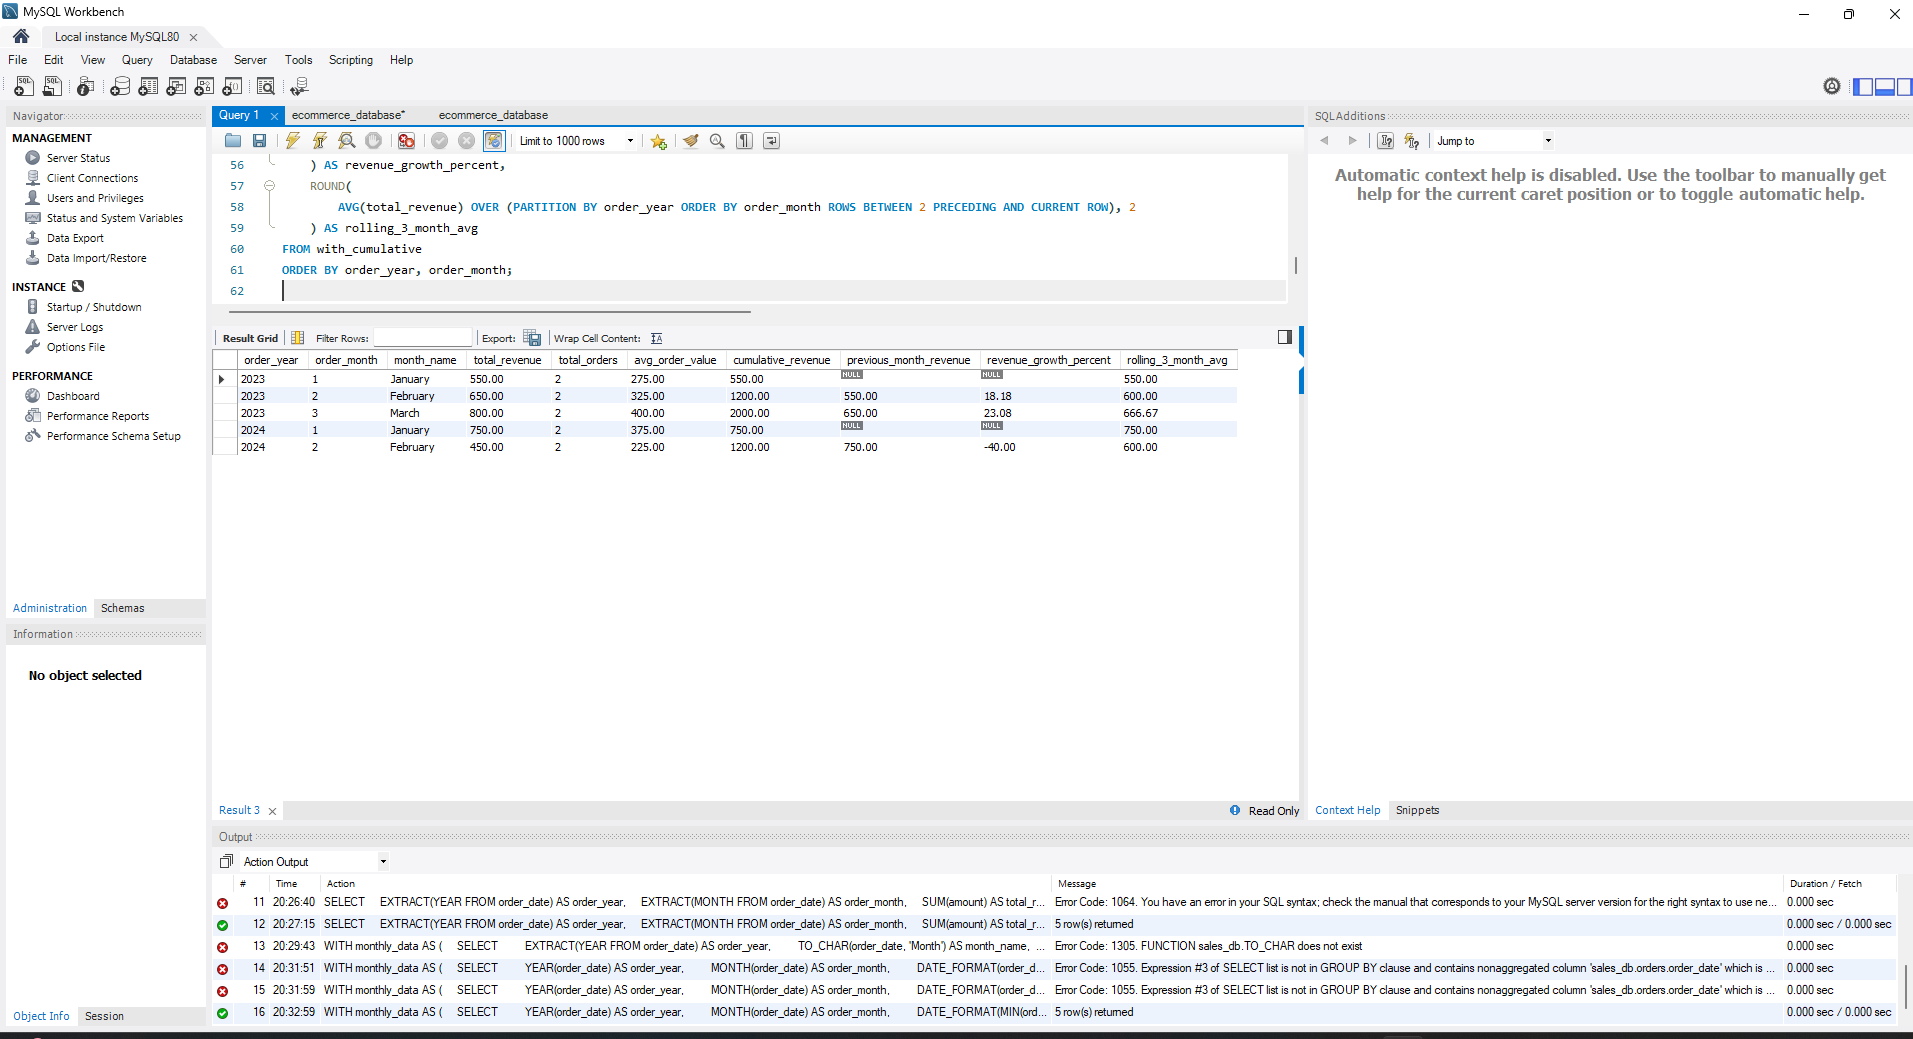 MySQL Workbench
Local instance MySQL80
File Edit View Query Database Server Tools Scripting Help
Navigator
MANAGEMENT
Server Status
Client Connections
Users and Privileges
Status and System Variables
Data Export
Data Import/Restore
INSTANCE
Startup / Shutdown
Server Logs
Options File
PERFORMANCE
Dashboard
Performance Reports
Performance Schema Setup
Administration Schemas
Information
No object selected
Object Info Session
Query 1 ecommerce_database* ecommerce_database
Limit to 1000 rows
56 ) AS revenue_growth_percent,
57 ROUND(
58 AVG(total_revenue) OVER (PARTITION BY order_year ORDER BY order_month ROWS BETWEEN 2 PRECEDING AND CURRENT ROW), 2
59 ) AS rolling_3_month_avg
60 FROM with_cumulative
61 ORDER BY order_year, order_month;
62
Result Grid Filter Rows: Export: Wrap Cell Content:
order_year order_month month_name total_revenue total_orders avg_order_value cumulative_revenue previous_month_revenue revenue_growth_percent rolling_3_month_avg
2023 1 January 550.00 2 275.00 550.00 NULL NULL 550.00
2023 2 February 650.00 2 325.00 1200.00 550.00 18.18 600.00
2023 3 March 800.00 2 400.00 2000.00 650.00 23.08 666.67
2024 1 January 750.00 2 375.00 750.00 NULL NULL 750.00
2024 2 February 450.00 2 225.00 1200.00 750.00 -40.00 600.00
Result 3
Read Only
SQLAdditions
Jump to
Automatic context help is disabled. Use the toolbar to manually get
help for the current caret position or to toggle automatic help.
Context Help Snippets
Output
Action Output
# Time Action Message Duration / Fetch
11 20:26:40 SELECT EXTRACT(YEAR FROM order_date) AS order_year, EXTRACT(MONTH FROM order_date) AS order_month, SUM(amount) AS total_r... Error Code: 1064. You have an error in your SQL syntax; check the manual that corresponds to your MySQL server version for the right syntax to use ne... 0.000 sec
12 20:27:15 SELECT EXTRACT(YEAR FROM order_date) AS order_year, EXTRACT(MONTH FROM order_date) AS order_month, SUM(amount) AS total_r... 5 row(s) returned 0.000 sec / 0.000 sec
13 20:29:43 WITH monthly_data AS ( SELECT EXTRACT(YEAR FROM order_date) AS order_year, TO_CHAR(order_date, 'Month') AS month_name, ... Error Code: 1305. FUNCTION sales_db.TO_CHAR does not exist 0.000 sec
14 20:31:51 WITH monthly_data AS ( SELECT YEAR(order_date) AS order_year, MONTH(order_date) AS order_month, DATE_FORMAT(order_d... Error Code: 1055. Expression #3 of SELECT list is not in GROUP BY clause and contains nonaggregated column 'sales_db.orders.order_date' which is ... 0.000 sec
15 20:31:59 WITH monthly_data AS ( SELECT YEAR(order_date) AS order_year, MONTH(order_date) AS order_month, DATE_FORMAT(order_d... Error Code: 1055. Expression #3 of SELECT list is not in GROUP BY clause and contains nonaggregated column 'sales_db.orders.order_date' which is ... 0.000 sec
16 20:32:59 WITH monthly_data AS ( SELECT YEAR(order_date) AS order_year, MONTH(order_date) AS order_month, DATE_FORMAT(MIN(ord... 5 row(s) returned 0.000 sec / 0.000 sec